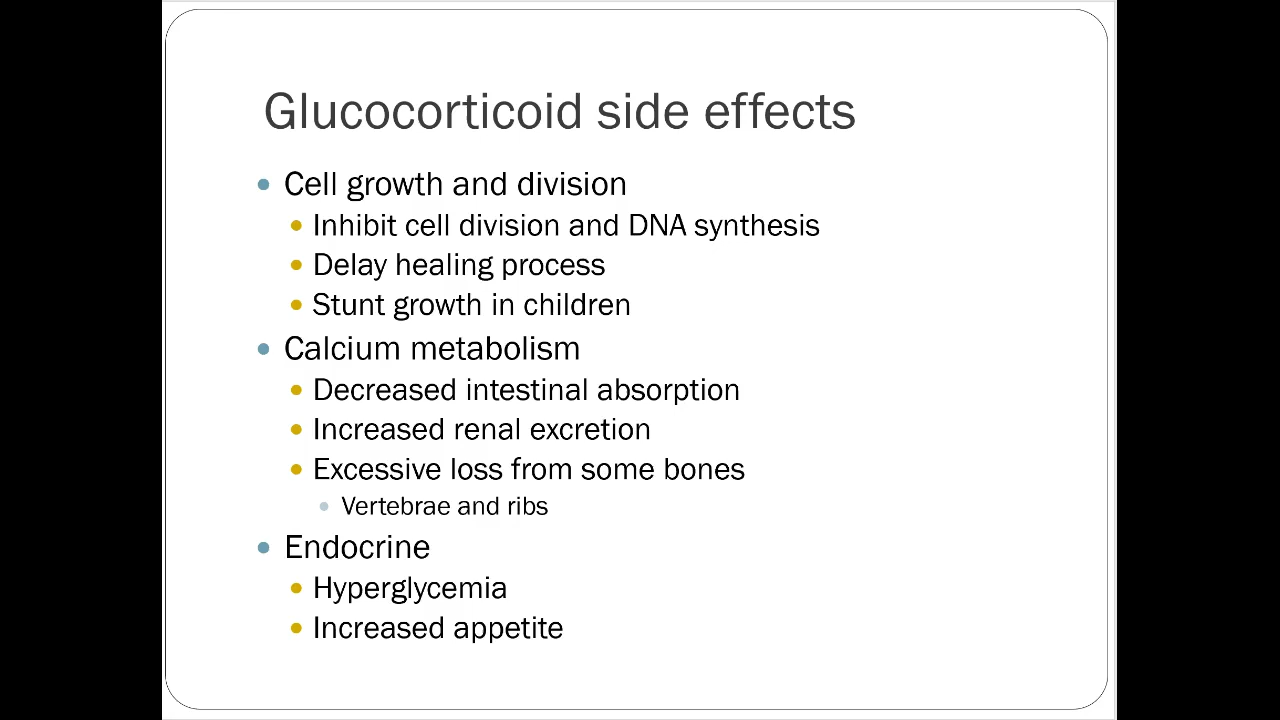 Glucocorticoid side effects
• Cell growth and division
• Inhibit cell division and DNA synthesis
• Delay healing process
• Stunt growth in children
• Calcium metabolism
• Decreased intestinal absorption
• Increased renal excretion
• Excessive loss from some bones
• Vertebrae and ribs
• Endocrine
• Hyperglycemia
• Increased appetite